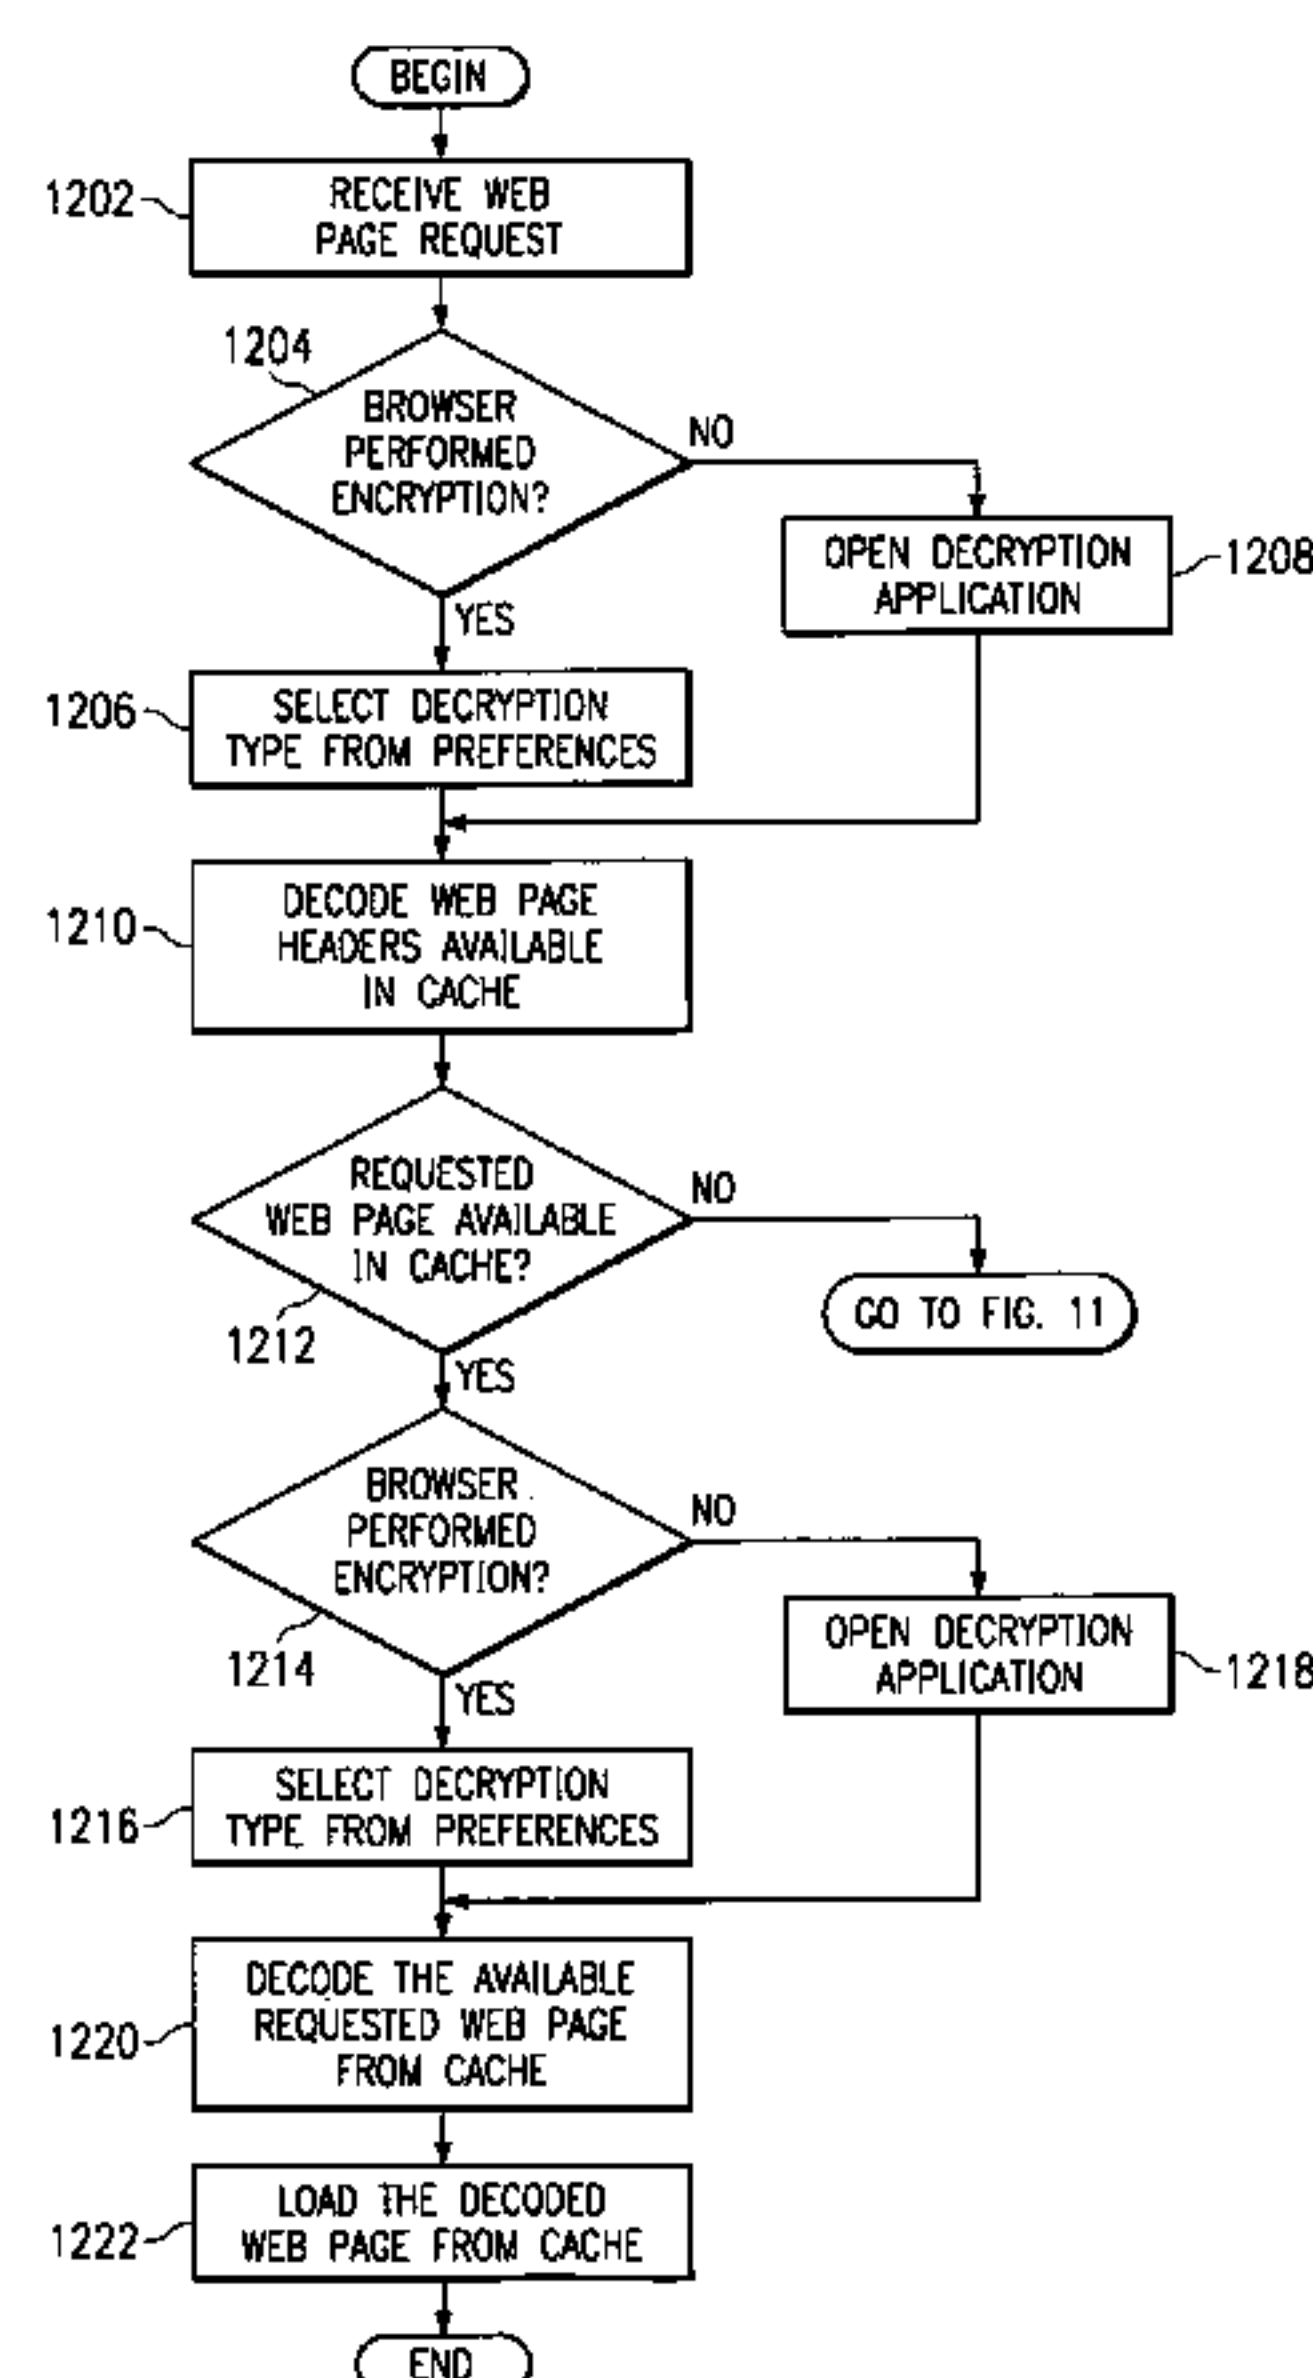 BEGIN
1202
RECEIVE WEB
PAGE REQUEST
1204
BROWSER
PERFORMED
ENCRYPTION?
NO
OPEN DECRYPTION
APPLICATION
1208
YES
1206
SELECT DECRYPTION
TYPE FROM PREFERENCES
1210
DECODE WEB PAGE
HEADERS AVAILABLE
IN CACHE
REQUESTED
WEB PAGE AVAILABLE
IN CACHE?
NO
1212
GO TO FIG. 11
YES
BROWSER
PERFORMED
ENCRYPTION?
NO
1214
OPEN DECRYPTION
APPLICATION
1218
YES
1216
SELECT DECRYPTION
TYPE FROM PREFERENCES
1220
DECODE THE AVAILABLE
REQUESTED WEB PAGE
FROM CACHE
1222
LOAD THE DECODED
WEB PAGE FROM CACHE
END